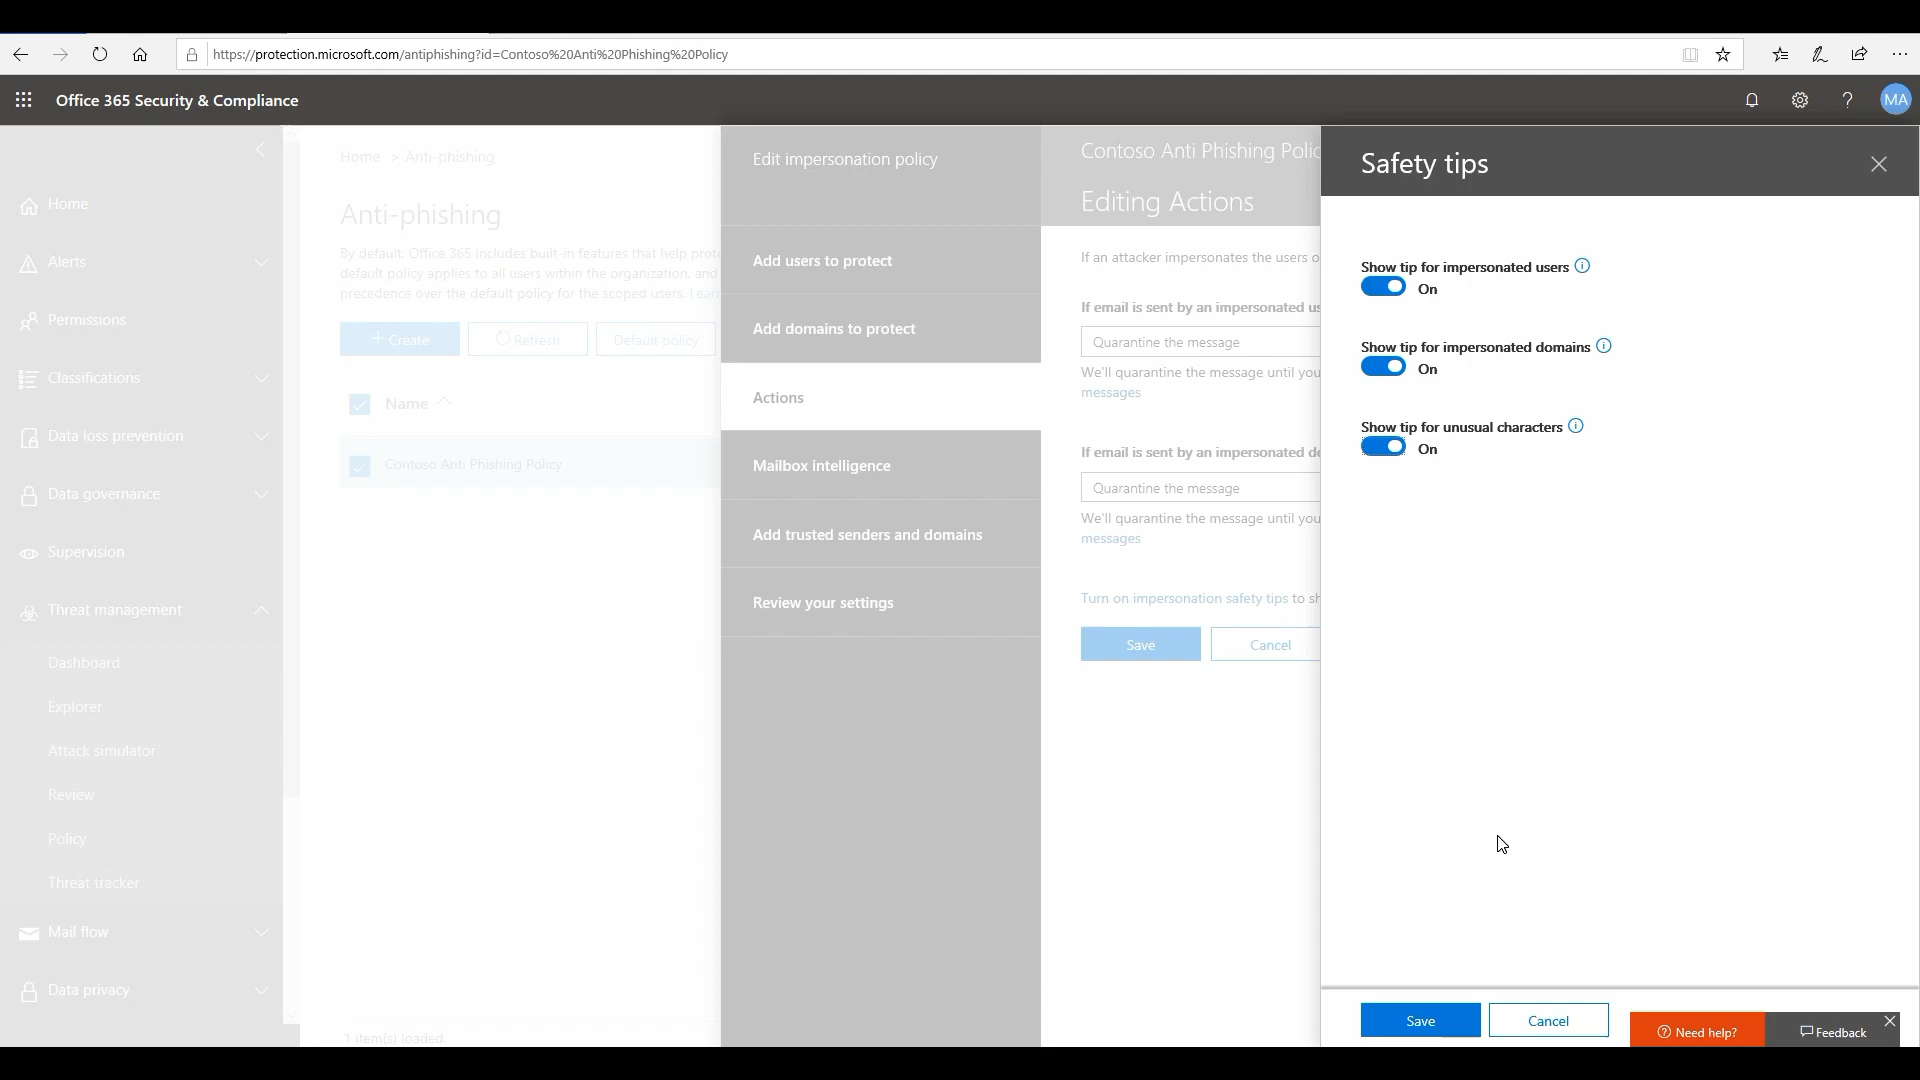 https://protection.microsoft.com/antiphishing?id=Contoso%20Anti%20Phishing%20Policy
Office 365 Security & Compliance
?
MA
Home
Alerts
Permissions
Classifications
Data loss prevention
Data governance
Supervision
Threat management
Dashboard
Explorer
Attack simulator
Review
Policy
Threat tracker
Mail flow
Data privacy
Home > Anti-phishing
Anti-phishing
By default, Office 365 includes built-in features that help prote
default policy applies to all users within the organization, and
precedence over the default policy for the scoped users. Lear
+ Create
Refresh
Default policy
Name
Contoso Anti Phishing Policy
1 item(s) loaded.
Edit impersonation policy
Add users to protect
Add domains to protect
Actions
Mailbox intelligence
Add trusted senders and domains
Review your settings
Contoso Anti Phishing Polic
Editing Actions
If an attacker impersonates the users o
If email is sent by an impersonated us
Quarantine the message
We'll quarantine the message until you
messages
If email is sent by an impersonated do
Quarantine the message
We'll quarantine the message until you
messages
Turn on impersonation safety tips to sh
Save
Cancel
Safety tips
Show tip for impersonated users
On
Show tip for impersonated domains
On
Show tip for unusual characters
On
Save
Cancel
Need help?
Feedback